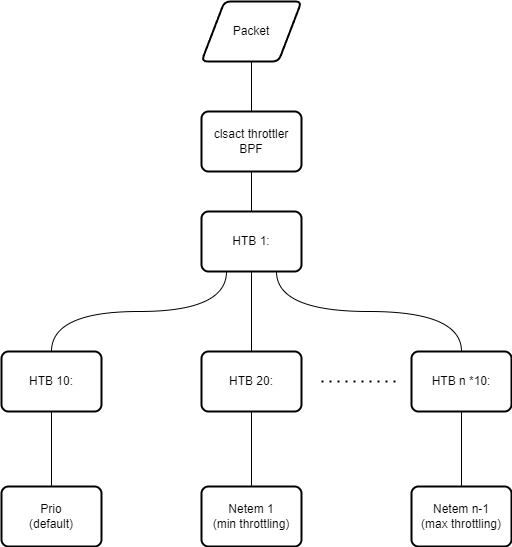 Packet
clsact throttler
BPF
HTB 1:
HTB 10:
HTB 20:
HTB n *10:
Prio
(default)
Netem 1
(min throttling)
Netem n-1
(max throttling)